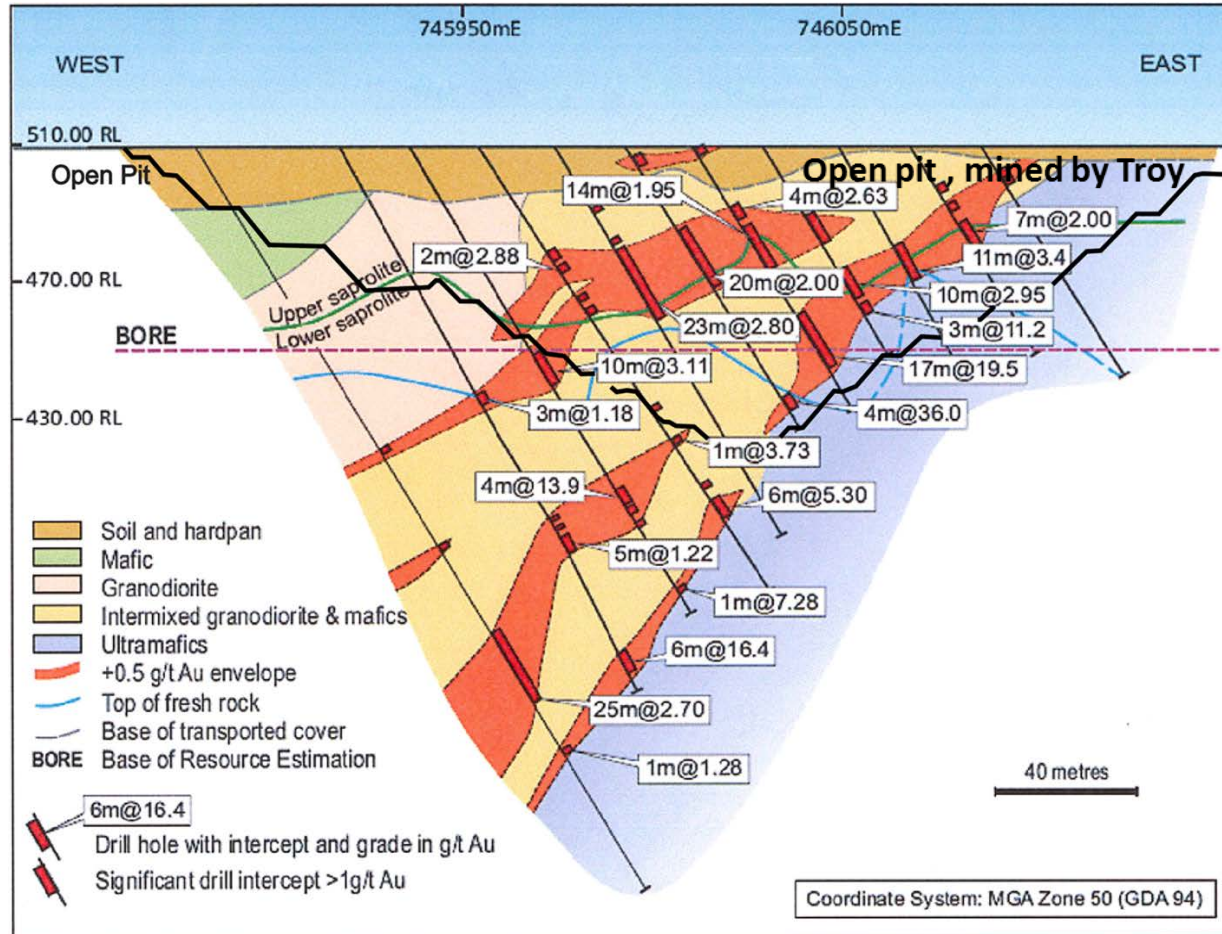 745950mE
746050mE
WEST
EAST
510.00 RL
Open Pit
Open pit , mined by Troy
14m@1.95
4m@2.63
7m@2.00
2m@2.88
11m@3.4
470.00 RL
Upper saprolite
Lower saprolite
20m@2.00
10m@2.95
23m@2.80
3m@11.2
BORE
10m@3.11
17m@19.5
3m@1.18
4m@36.0
430.00 RL
1m@3.73
4m@13.9
6m@5.30
5m@1.22
1m@7.28
6m@16.4
25m@2.70
1m@1.28
Soil and hardpan
Mafic
Granodiorite
Intermixed granodiorite & mafics
Ultramafics
+0.5 g/t Au envelope
Top of fresh rock
Base of transported cover
BORE Base of Resource Estimation
6m@16.4
Drill hole with intercept and grade in g/t Au
Significant drill intercept >1g/t Au
40 metres
Coordinate System: MGA Zone 50 (GDA 94)